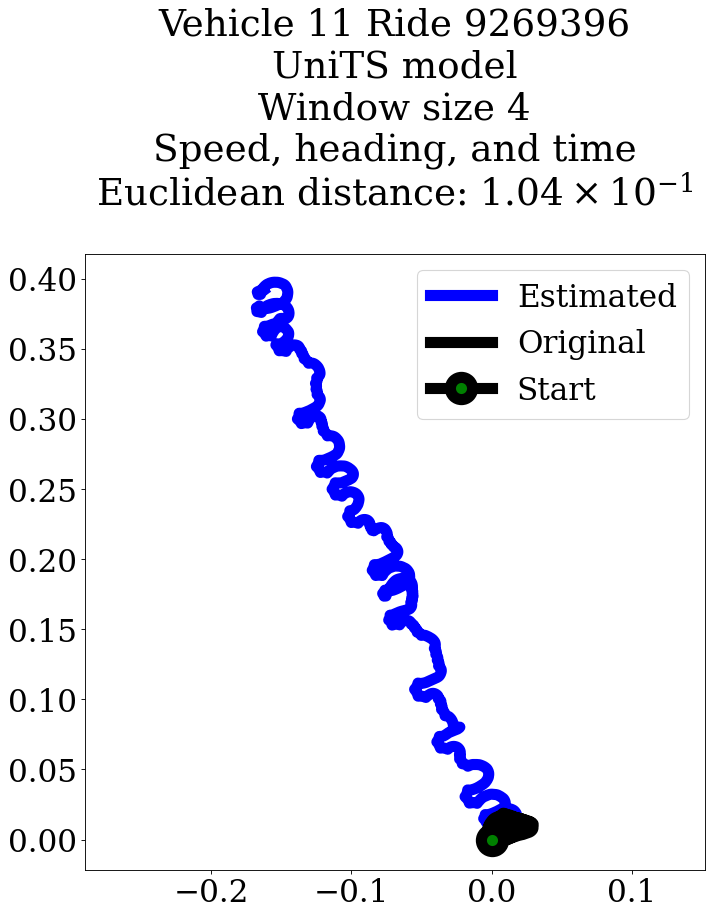 Vehicle 11 Ride 9269396
UniTS model
Window size 4
Speed, heading, and time
Euclidean distance: 1.04 × 10⁻¹
Estimated
Original
Start
0.40
0.35
0.30
0.25
0.20
0.15
0.10
0.05
0.00
−0.2 −0.1 0.0 0.1